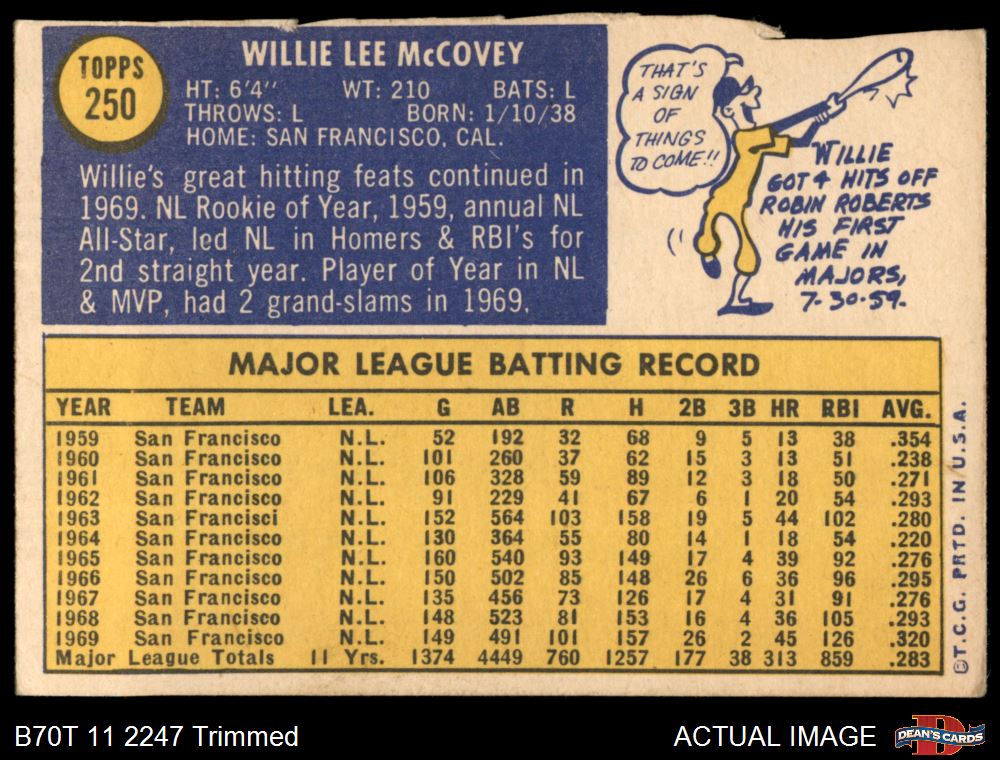 TOPPS
250
WILLIE LEE McCOVEY
HT: 6'4" WT: 210 BATS: L
THROWS: L BORN: 1/10/38
HOME: SAN FRANCISCO, CAL.
Willie's great hitting feats continued in
1969. NL Rookie of Year, 1959, annual NL
All-Star, led NL in Homers & RBI's for
2nd straight year. Player of Year in NL
& MVP, had 2 grand-slams in 1969.
THAT'S
A SIGN
OF
THINGS
TO COME!!
WILLIE
GOT 4 HITS OFF
ROBIN ROBERTS
HIS FIRST
GAME IN
MAJORS,
7-30-59.
MAJOR LEAGUE BATTING RECORD
YEAR TEAM LEA. G AB R H 2B 3B HR RBI AVG.
1959 San Francisco N.L. 52 192 32 68 9 5 13 38 .354
1960 San Francisco N.L. 101 260 37 62 15 3 13 51 .238
1961 San Francisco N.L. 106 328 59 89 12 3 18 50 .271
1962 San Francisco N.L. 91 229 41 67 6 1 20 54 .293
1963 San Francisci N.L. 152 564 103 158 19 5 44 102 .280
1964 San Francisco N.L. 130 364 55 80 14 1 18 54 .220
1965 San Francisco N.L. 160 540 93 149 17 4 39 92 .276
1966 San Francisco N.L. 150 502 85 148 26 6 36 96 .295
1967 San Francisco N.L. 135 456 73 126 17 4 31 91 .276
1968 San Francisco N.L. 148 523 81 153 16 4 36 105 .293
1969 San Francisco N.L. 149 491 101 157 26 2 45 126 .320
Major League Totals 11 Yrs. 1374 4449 760 1257 177 38 313 859 .283
©T.C.G. PRTD. IN U.S.A.
B70T 11 2247 Trimmed
ACTUAL IMAGE
DEAN'S CARDS